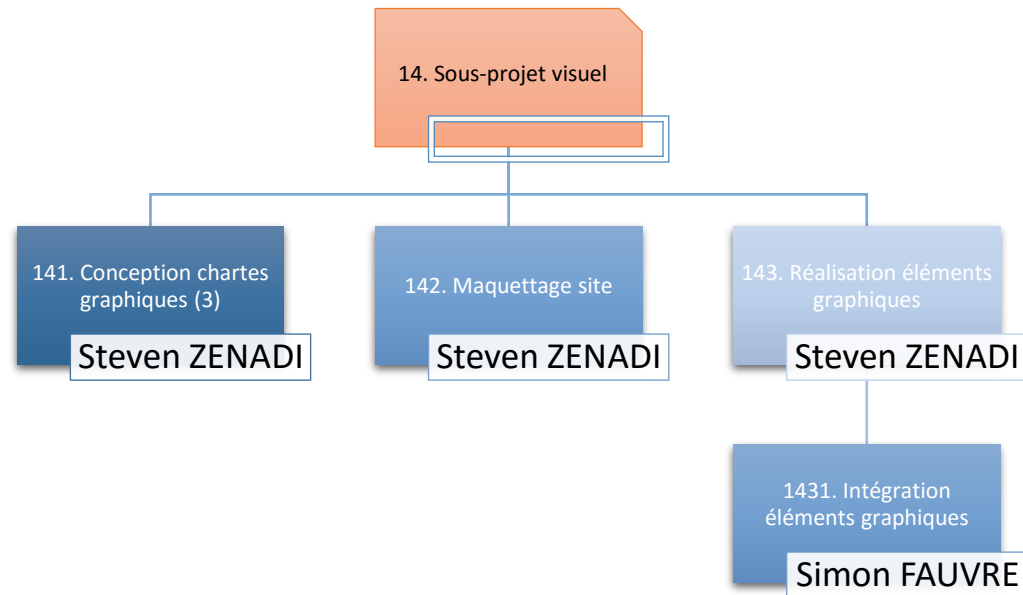 14. Sous-projet visuel
141. Conception chartes
graphiques (3)
Steven ZENADI
142. Maquettage site
Steven ZENADI
143. Réalisation éléments
graphiques
Steven ZENADI
1431. Intégration
éléments graphiques
Simon FAUVRE